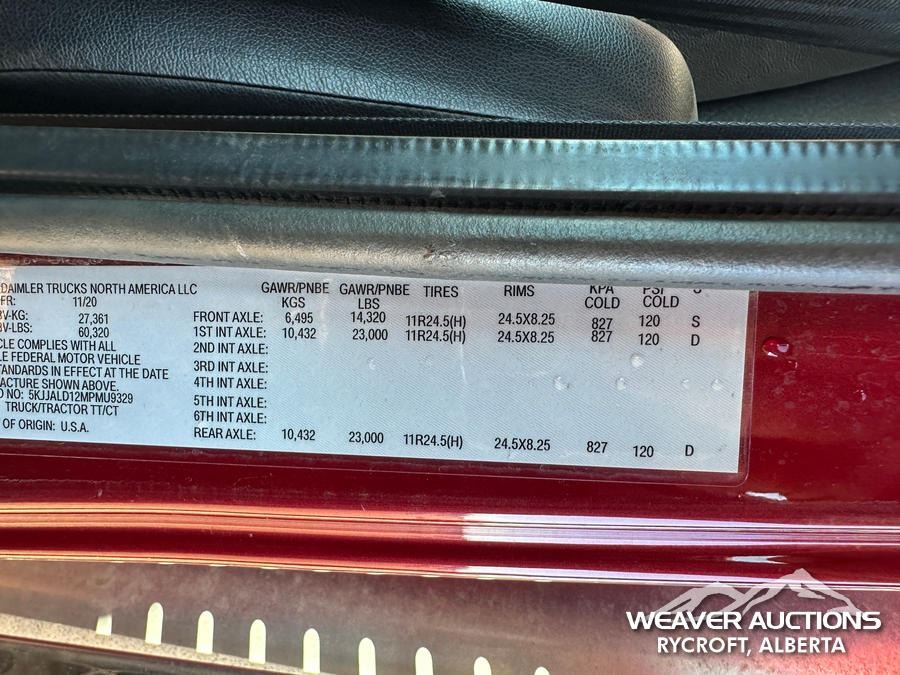 DAIMLER TRUCKS NORTH AMERICA LLC GAWR/PNBE GAWR/PNBE TIRES RIMS KPA PSI
FR: 11/20 KGS LBS COLD COLD
V-KG: 27,361 FRONT AXLE: 6,495 14,320 11R24.5(H) 24.5X8.25 827 120 S
V-LBS: 60,320 1ST INT AXLE: 10,432 23,000 11R24.5(H) 24.5X8.25 827 120 D
CLE COMPLIES WITH ALL 2ND INT AXLE:
LE FEDERAL MOTOR VEHICLE 3RD INT AXLE:
TANDARDS IN EFFECT AT THE DATE 4TH INT AXLE:
FACTURE SHOWN ABOVE.
D NO: 5KJJALD12MPMU9329 5TH INT AXLE:
TRUCK/TRACTOR TT/CT 6TH INT AXLE:
OF ORIGIN: U.S.A. REAR AXLE: 10,432 23,000 11R24.5(H) 24.5X8.25 827 120 D
WEAVER AUCTIONS
RYCROFT, ALBERTA